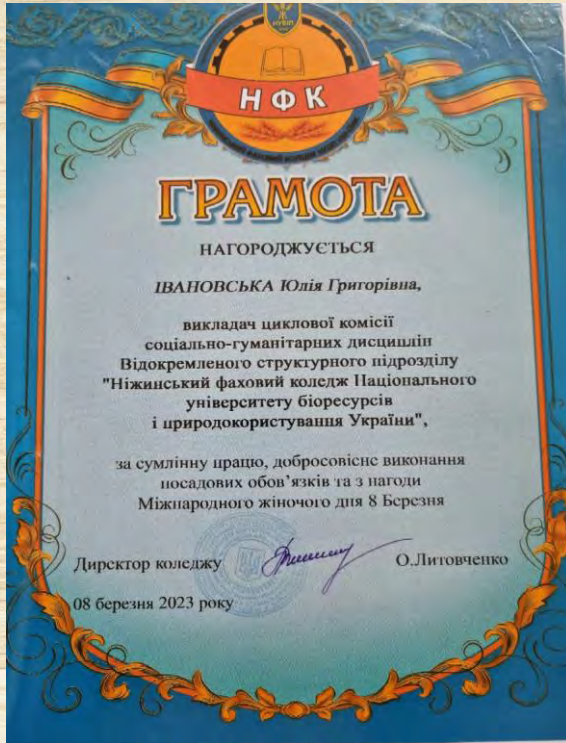 НУБІП
НФК
ГРАМОТА
НАГОРОДЖУЄТЬСЯ
ІВАНОВСЬКА Юлія Григорівна,
викладач циклової комісії
соціально-гуманітарних дисциплін
Відокремленого структурного підрозділу
"Ніжинський фаховий коледж Національного
університету біоресурсів
і природокористування України",
за сумлінну працю, добросовісне виконання
посадових обов’язків та з нагоди
Міжнародного жіночого дня 8 Березня
Директор коледжу О.Литовченко
08 березня 2023 року